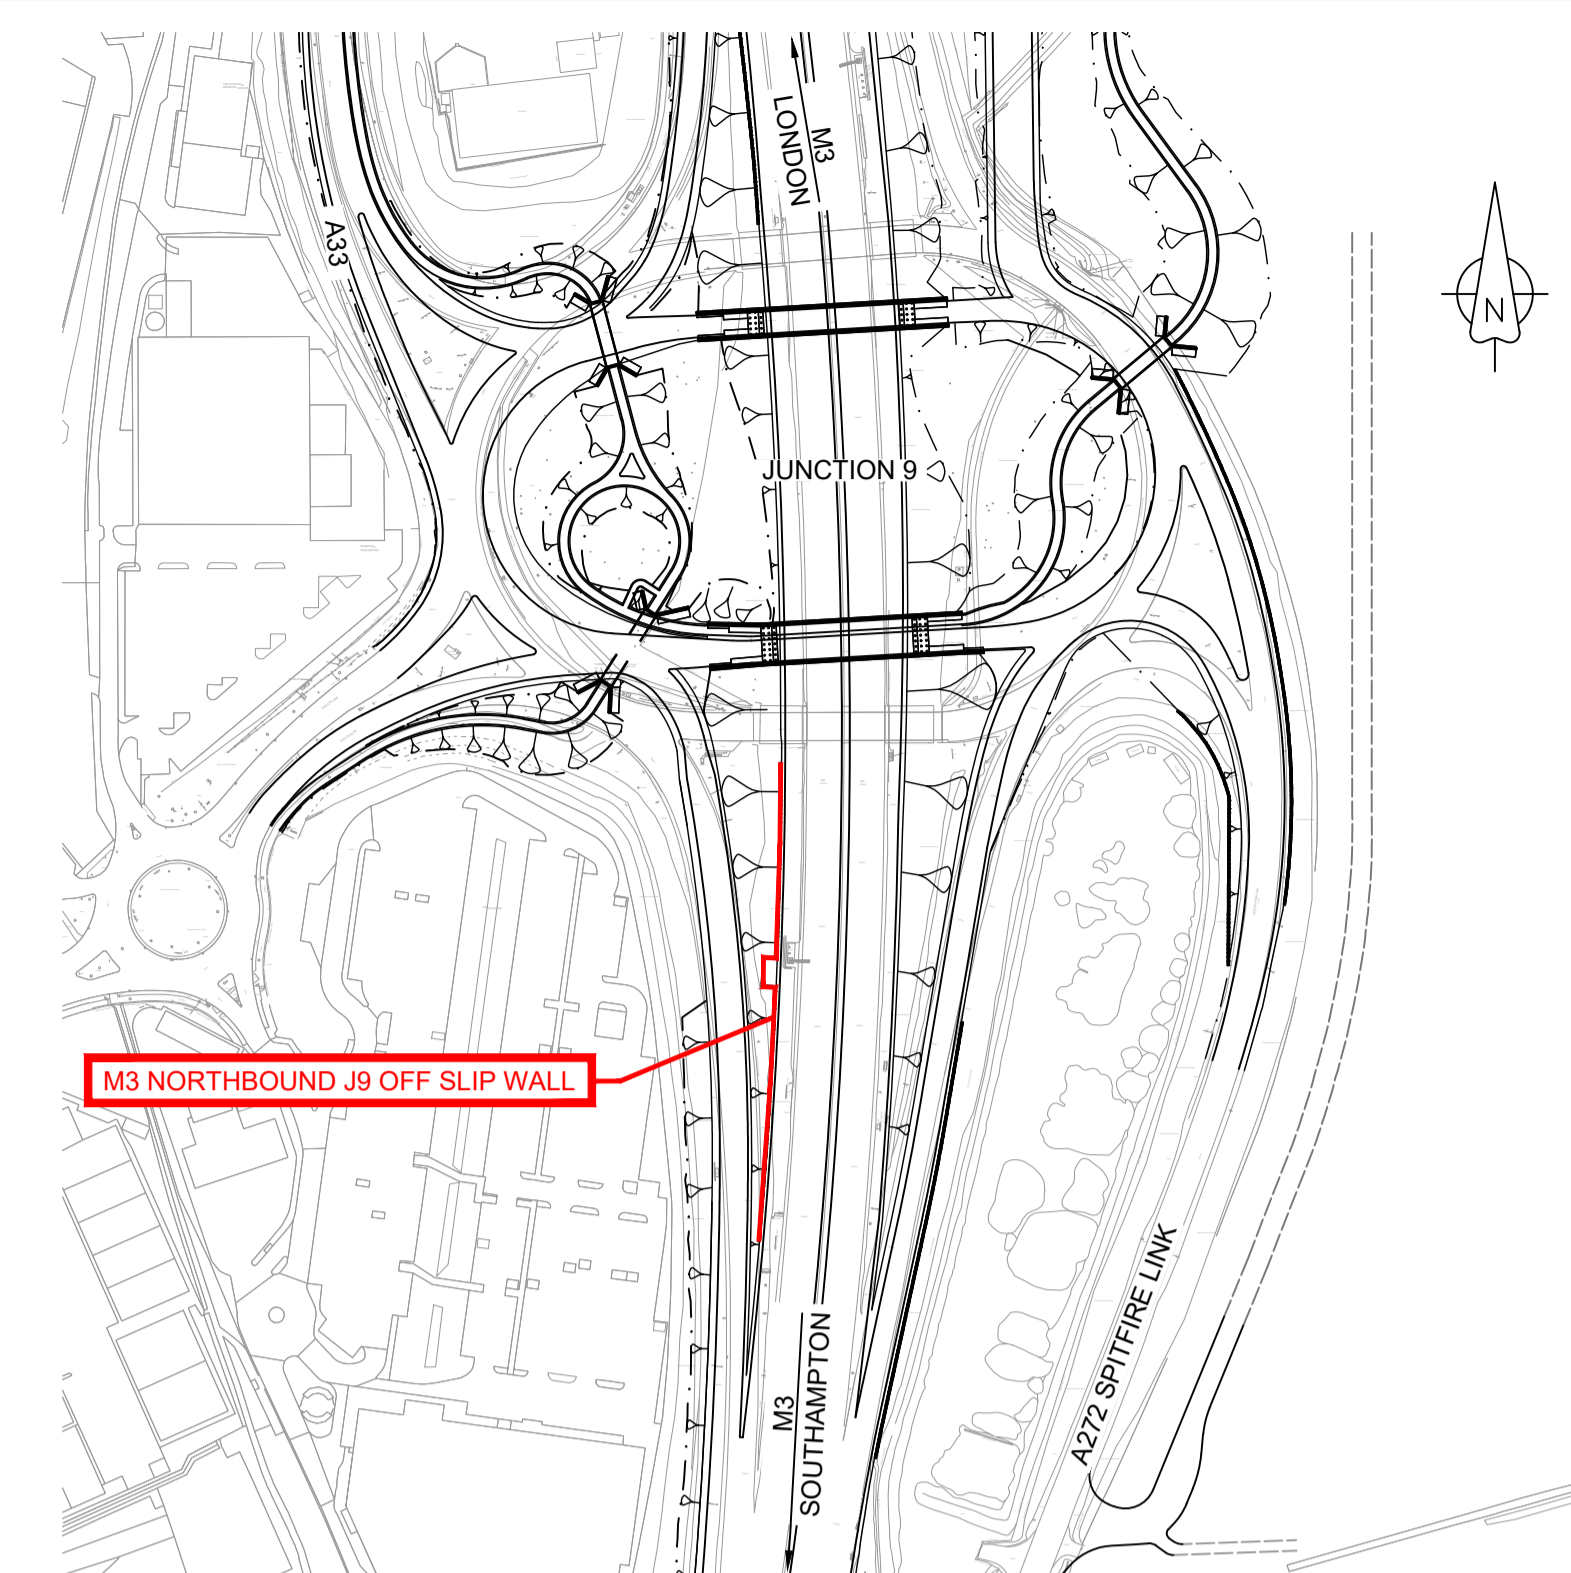 M3
LONDON
A33
N
JUNCTION 9
M3 NORTHBOUND J9 OFF SLIP WALL
A272 SPITFIRE LINK
M3
SOUTHAMPTON